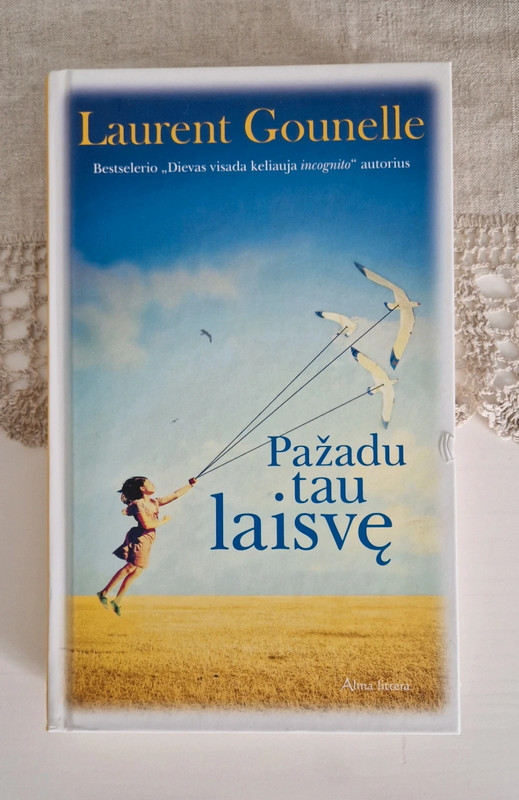 Laurent Gounelle
Bestselerio „Dievas visada keliauja incognito“ autorius
Pažadu
tau
laisvę
Alma littera